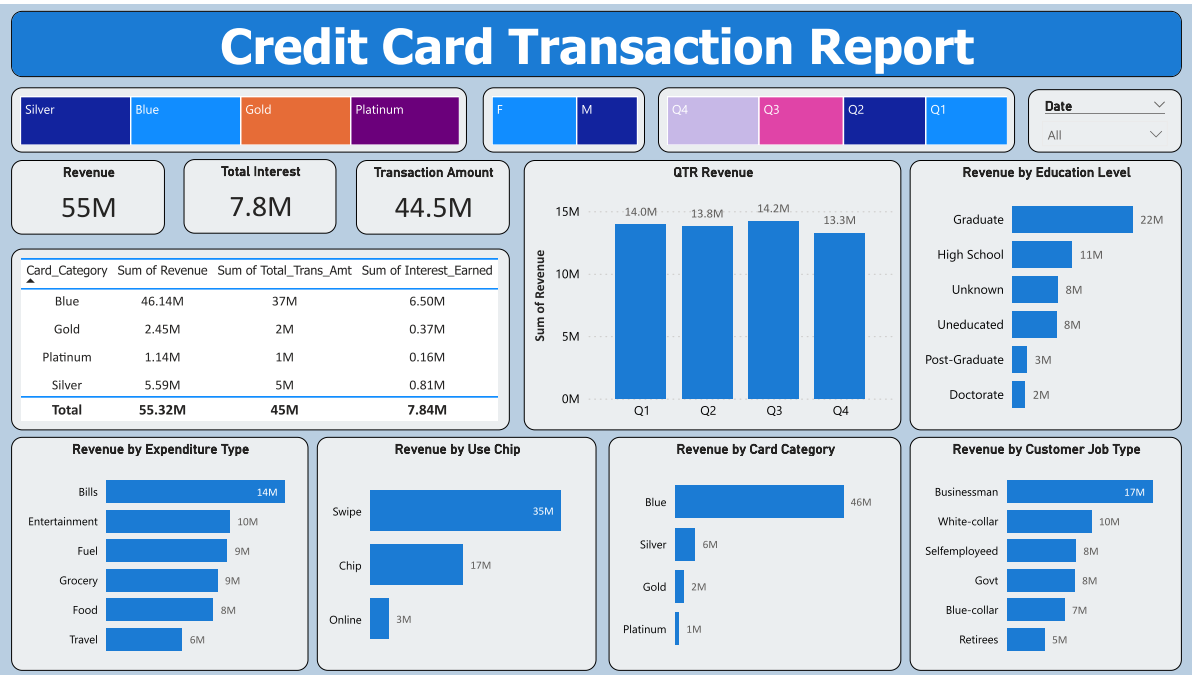 Credit Card Transaction Report
Silver Blue Gold Platinum
F M
Q4 Q3 Q2 Q1
Date
All
Revenue
55M
Total Interest
7.8M
Transaction Amount
44.5M
Card_Category Sum of Revenue Sum of Total_Trans_Amt Sum of Interest_Earned
Blue 46.14M 37M 6.50M
Gold 2.45M 2M 0.37M
Platinum 1.14M 1M 0.16M
Silver 5.59M 5M 0.81M
Total 55.32M 45M 7.84M
QTR Revenue
Sum of Revenue
15M
10M
5M
0M
14.0M 13.8M 14.2M 13.3M
Q1 Q2 Q3 Q4
Revenue by Education Level
Graduate 22M
High School 11M
Unknown 8M
Uneducated 8M
Post-Graduate 3M
Doctorate 2M
Revenue by Expenditure Type
Bills 14M
Entertainment 10M
Fuel 9M
Grocery 9M
Food 8M
Travel 6M
Revenue by Use Chip
Swipe 35M
Chip 17M
Online 3M
Revenue by Card Category
Blue 46M
Silver 6M
Gold 2M
Platinum 1M
Revenue by Customer Job Type
Businessman 17M
White-collar 10M
Selfemployeed 8M
Govt 8M
Blue-collar 7M
Retirees 5M